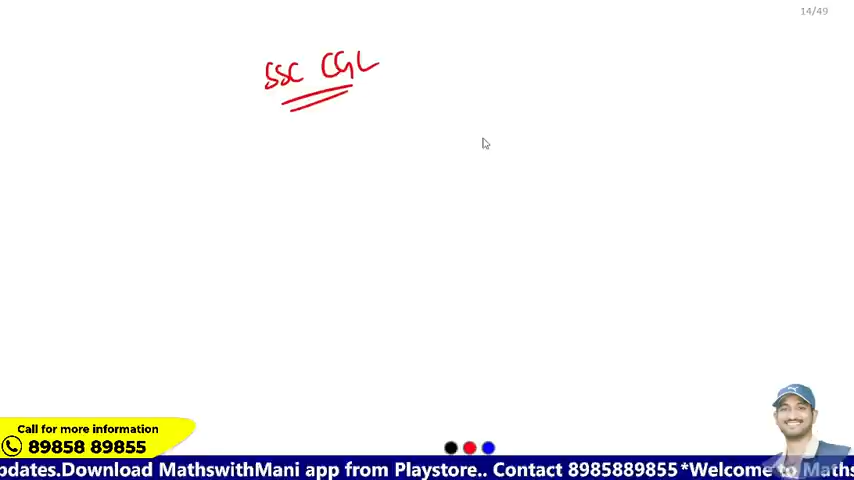 14/49
SSC CGL
Call for more information
89858 89855
pdates.Download MathswithMani app from Playstore.. Contact 8985889855*Welcome to Maths